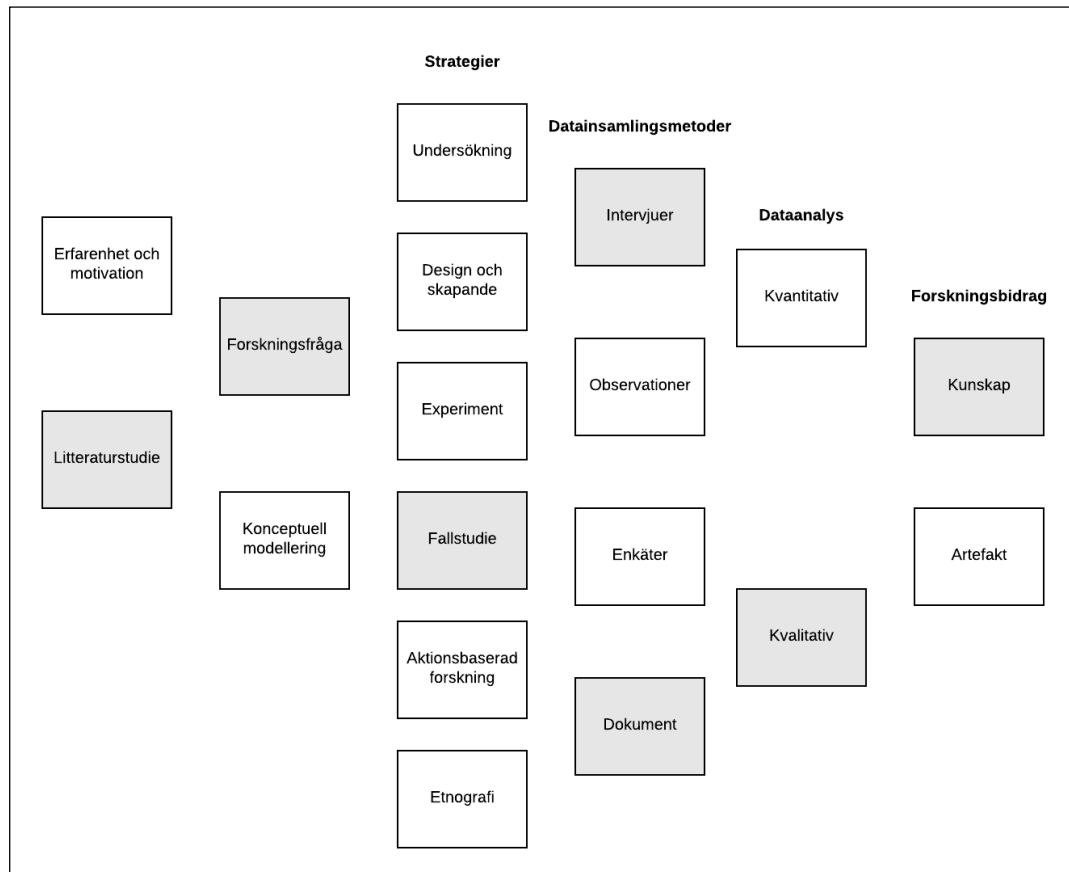 Strategier
Undersökning
Design och
skapande
Experiment
Fallstudie
Aktionsbaserad
forskning
Etnografi
Datainsamlingsmetoder
Intervjuer
Observationer
Enkäter
Dokument
Dataanalys
Kvantitativ
Kvalitativ
Forskningsbidrag
Kunskap
Artefakt
Erfarenhet och
motivation
Litteraturstudie
Forskningsfråga
Konceptuell
modellering